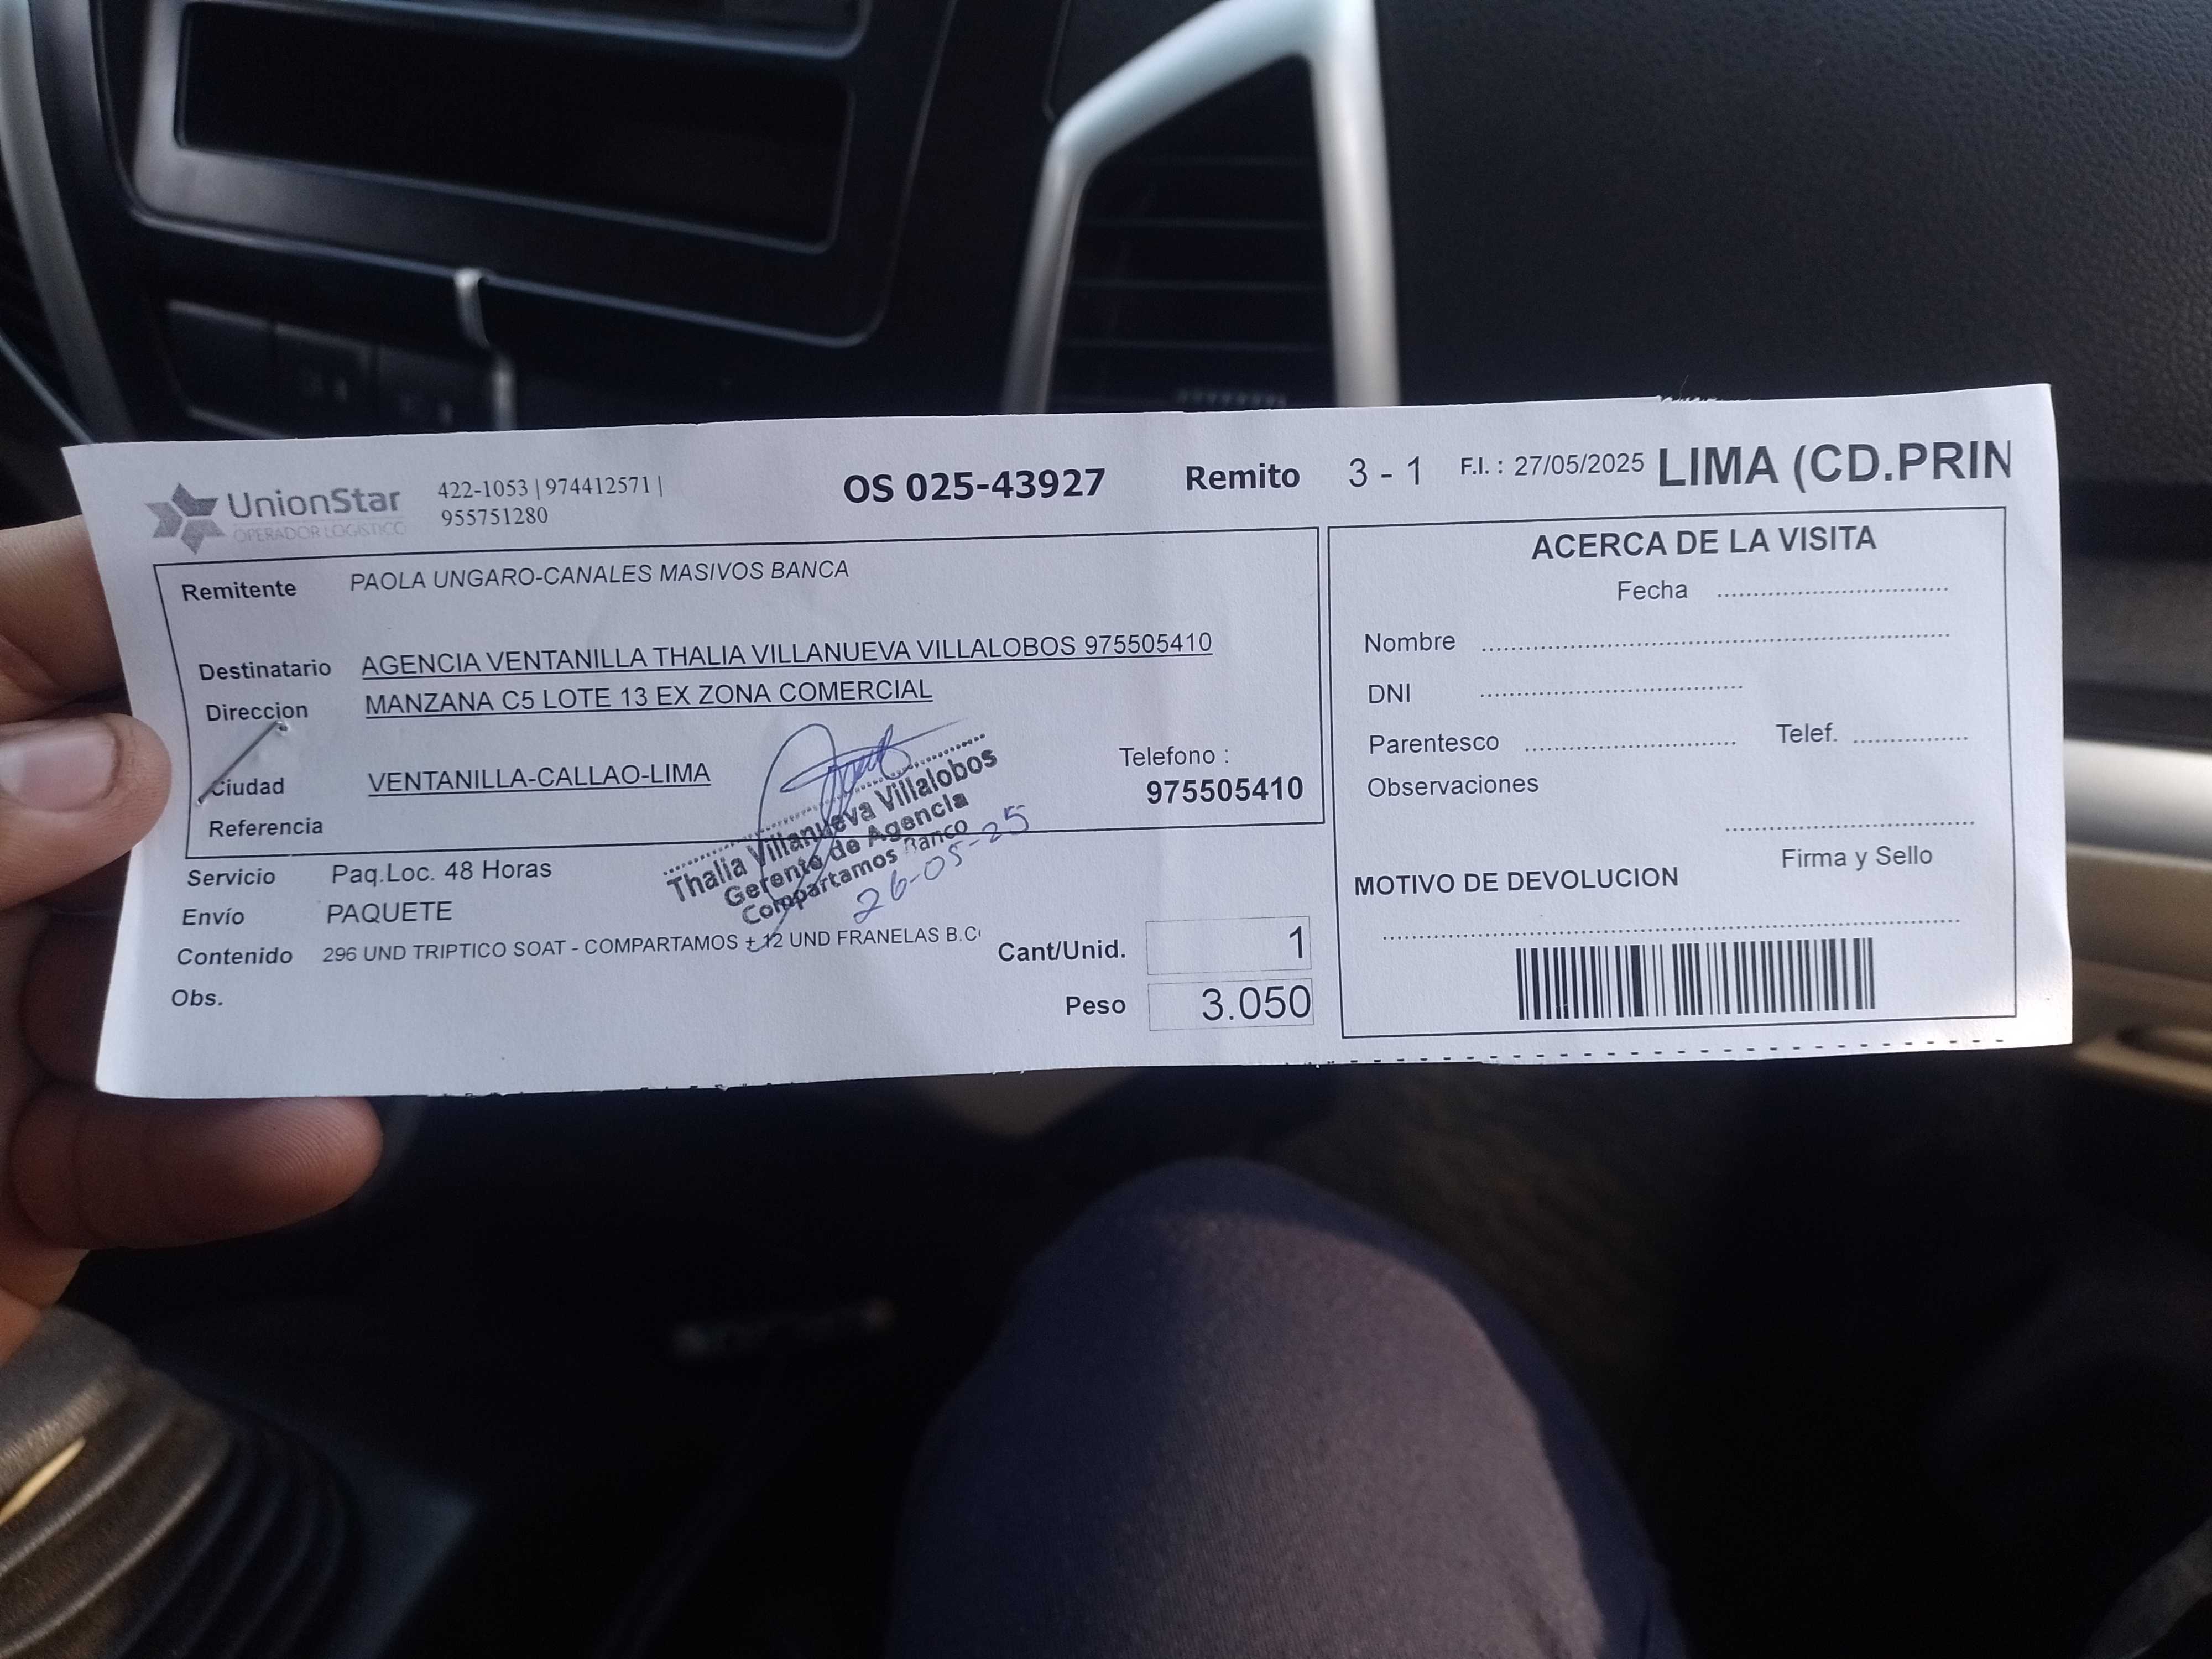 UnionStar
OPERADOR LOGISTICO
422-1053 | 974412571 |
955751280
OS 025-43927
Remito 3 - 1
F.I. : 27/05/2025
LIMA (CD.PRIN
Remitente PAOLA UNGARO-CANALES MASIVOS BANCA
Destinatario AGENCIA VENTANILLA THALIA VILLANUEVA VILLALOBOS 975505410
Direccion MANZANA C5 LOTE 13 EX ZONA COMERCIAL
Ciudad VENTANILLA-CALLAO-LIMA
Telefono :
975505410
Referencia
Thalia Villanueva Villalobos
Gerente de Agencia
Compartamos Banco
26-05-25
Servicio Paq.Loc. 48 Horas
Envío PAQUETE
Contenido 296 UND TRIPTICO SOAT - COMPARTAMOS + 12 UND FRANELAS B.C
Obs.
Cant/Unid. 1
Peso 3.050
ACERCA DE LA VISITA
Fecha
Nombre
DNI
Parentesco Telef.
Observaciones
Firma y Sello
MOTIVO DE DEVOLUCION